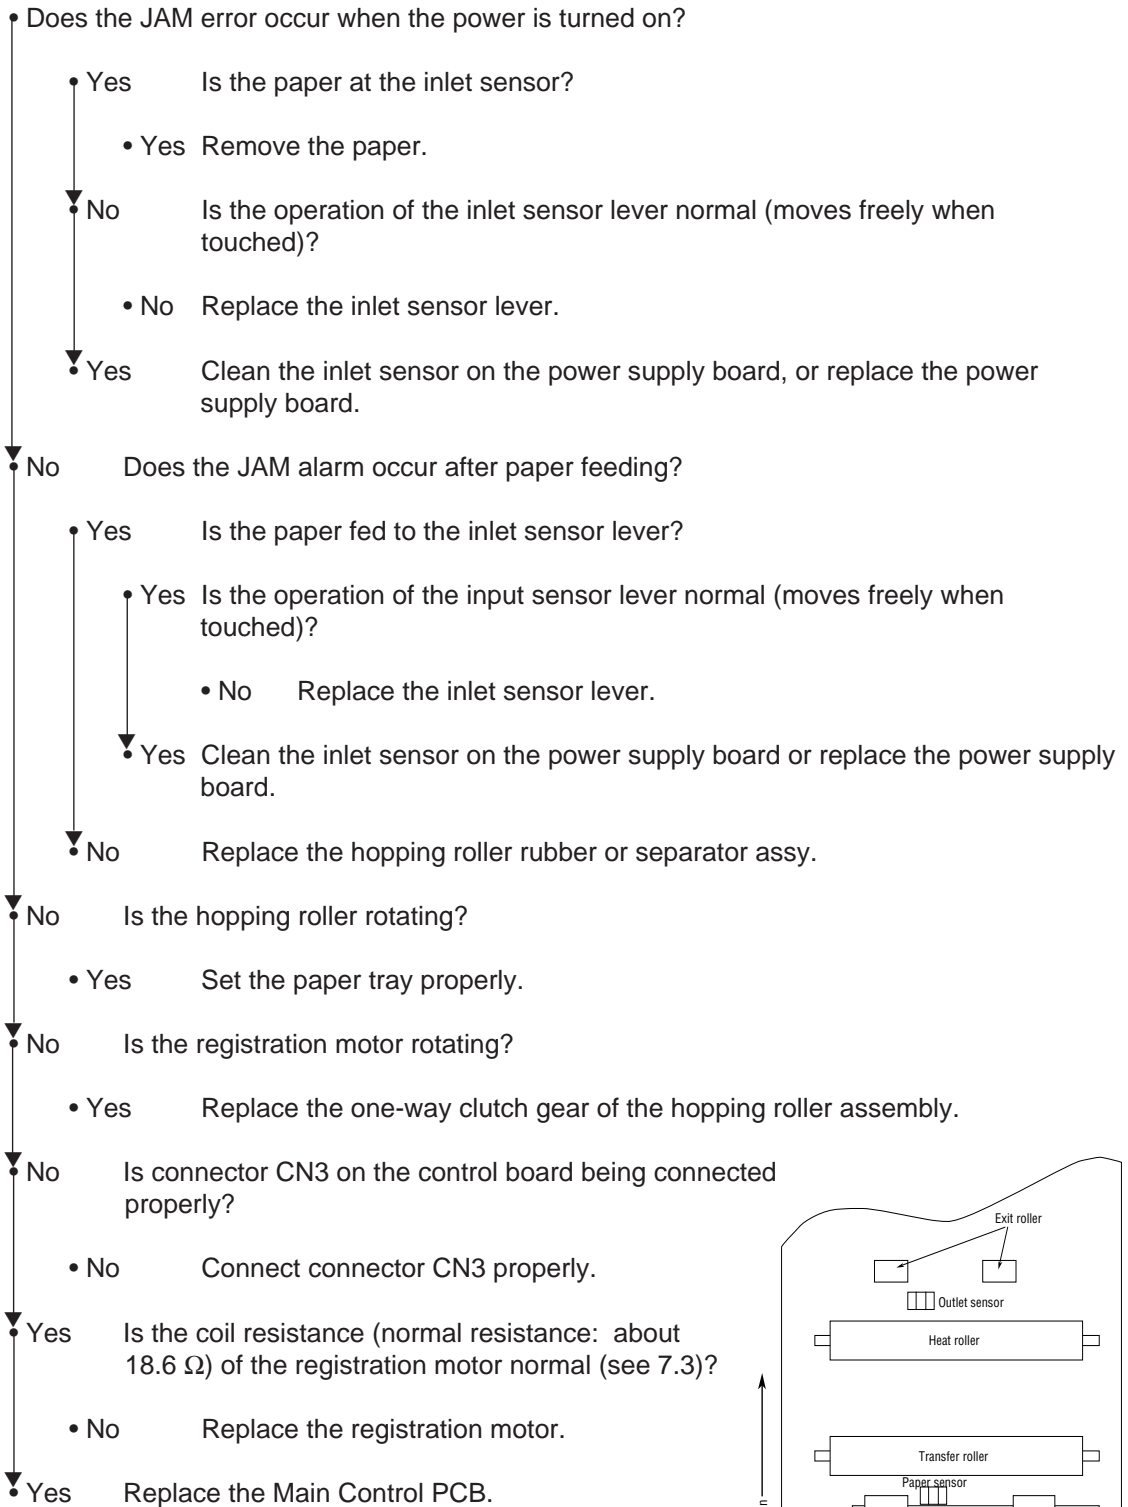 • Does the JAM error occur when the power is turned on?
• Yes Is the paper at the inlet sensor?
• Yes Remove the paper.
• No Is the operation of the inlet sensor lever normal (moves freely when
touched)?
• No Replace the inlet sensor lever.
• Yes Clean the inlet sensor on the power supply board, or replace the power
supply board.
• No Does the JAM alarm occur after paper feeding?
• Yes Is the paper fed to the inlet sensor lever?
• Yes Is the operation of the input sensor lever normal (moves freely when
touched)?
• No Replace the inlet sensor lever.
• Yes Clean the inlet sensor on the power supply board or replace the power supply
board.
• No Replace the hopping roller rubber or separator assy.
• No Is the hopping roller rotating?
• Yes Set the paper tray properly.
• No Is the registration motor rotating?
• Yes Replace the one-way clutch gear of the hopping roller assembly.
• No Is connector CN3 on the control board being connected
properly?
• No Connect connector CN3 properly.
• Yes Is the coil resistance (normal resistance: about
18.6 Ω) of the registration motor normal (see 7.3)?
• No Replace the registration motor.
• Yes Replace the Main Control PCB.
Exit roller
Outlet sensor
Heat roller
Transfer roller
Paper sensor